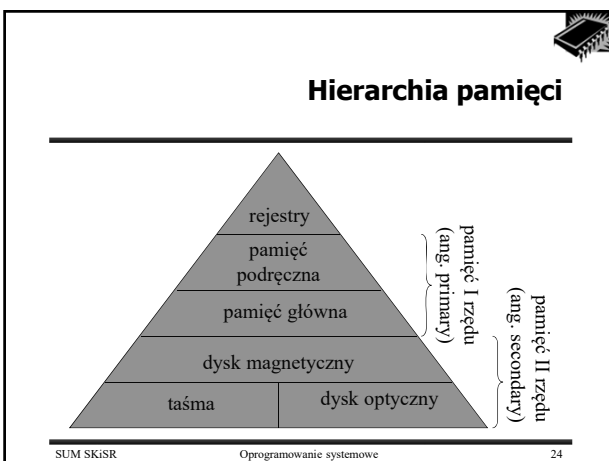 Hierarchia pamięci
rejestry
pamięć
podręczna
pamięć główna
dysk magnetyczny
taśma
dysk optyczny
pamięć I rzędu
(ang. primary)
pamięć II rzędu
(ang. secondary)
SUM SKiSR
Oprogramowanie systemowe
24